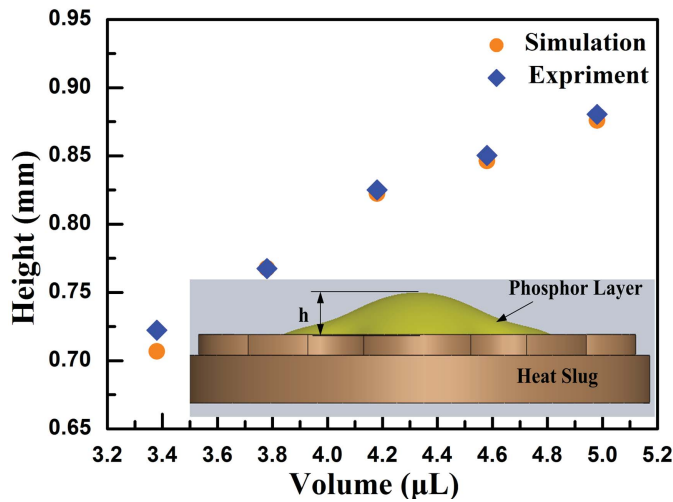 0.95
0.90
0.85
0.80
0.75
0.70
0.65
Height (mm)
Simulation
Expriment
h
Phosphor Layer
Heat Slug
3.2 3.4 3.6 3.8 4.0 4.2 4.4 4.6 4.8 5.0 5.2
Volume (μL)